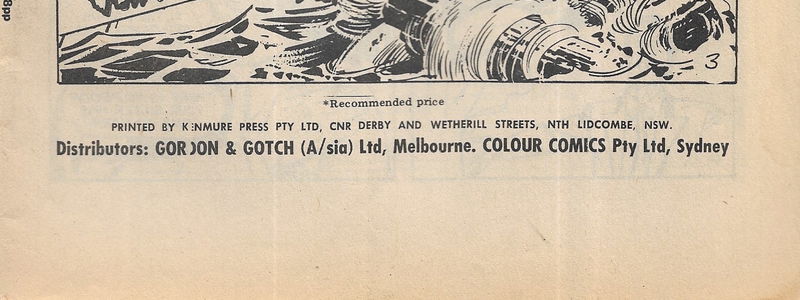 3
*Recommended price
PRINTED BY KENMURE PRESS PTY LTD, CNR DERBY AND WETHERILL STREETS, NTH LIDCOMBE, NSW.
Distributors: GORDON & GOTCH (A/sia) Ltd, Melbourne. COLOUR COMICS Pty Ltd, Sydney